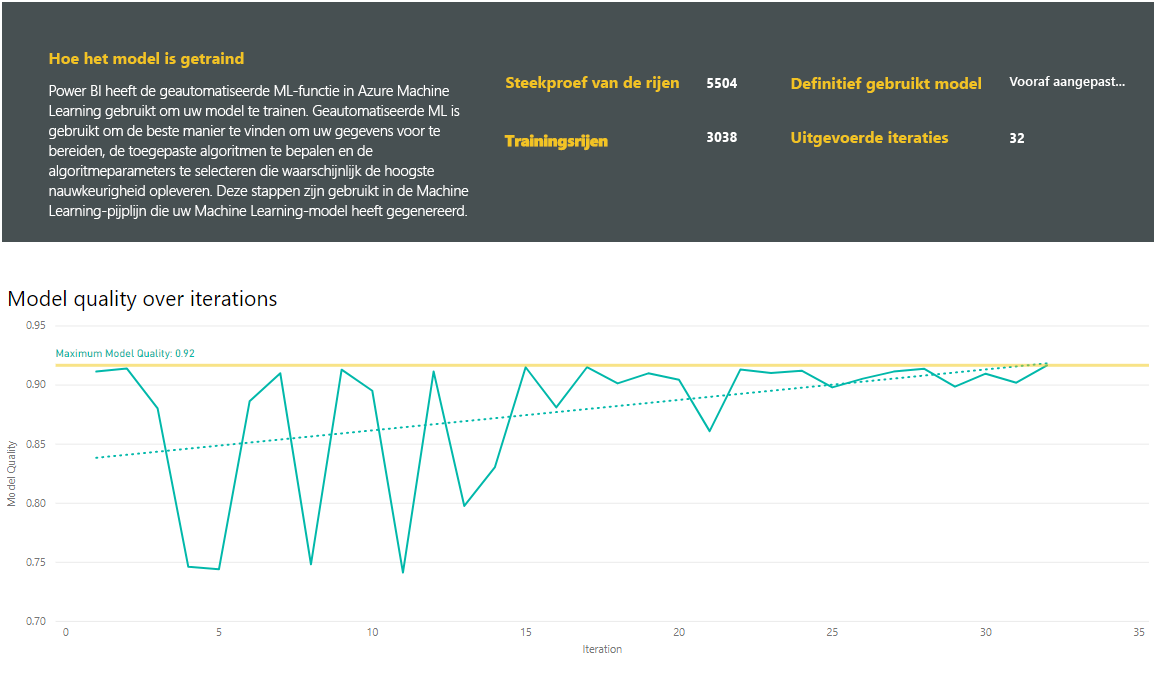 Hoe het model is getraind
Power BI heeft de geautomatiseerde ML-functie in Azure Machine
Learning gebruikt om uw model te trainen. Geautomatiseerde ML is
gebruikt om de beste manier te vinden om uw gegevens voor te
bereiden, de toegepaste algoritmen te bepalen en de
algoritmeparameters te selecteren die waarschijnlijk de hoogste
nauwkeurigheid opleveren. Deze stappen zijn gebruikt in de Machine
Learning-pijplijn die uw Machine Learning-model heeft gegenereerd.
Steekproef van de rijen 5504
Definitief gebruikt model Vooraf aangepast...
Trainingsrijen 3038
Uitgevoerde iteraties 32
Model quality over iterations
0.95
Maximum Model Quality: 0.92
0.90
0.85
0.80
0.75
0.70
Model Quality
0 5 10 15 20 25 30 35
Iteration